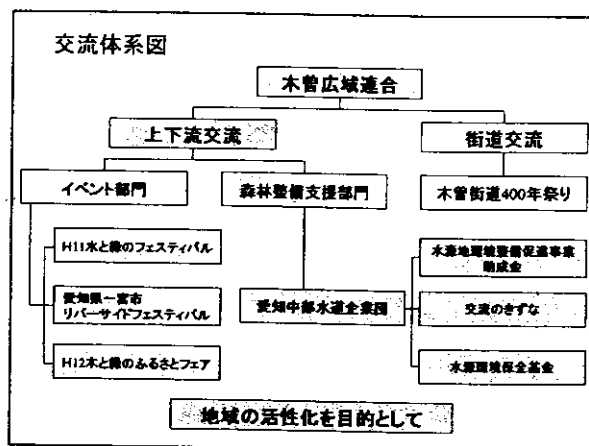 交流体系図
木曽広域連合
上下流交流
街道交流
イベント部門
森林整備支援部門
木曽街道400年祭り
H11水と緑のフェスティバル
愛知県一宮市
リバーサイドフェスティバル
H12木と緑のふるさとフェア
愛知中部水道企業団
水源地環境整備促進事業
助成金
交流のきずな
水源環境保全基金
地域の活性化を目的として